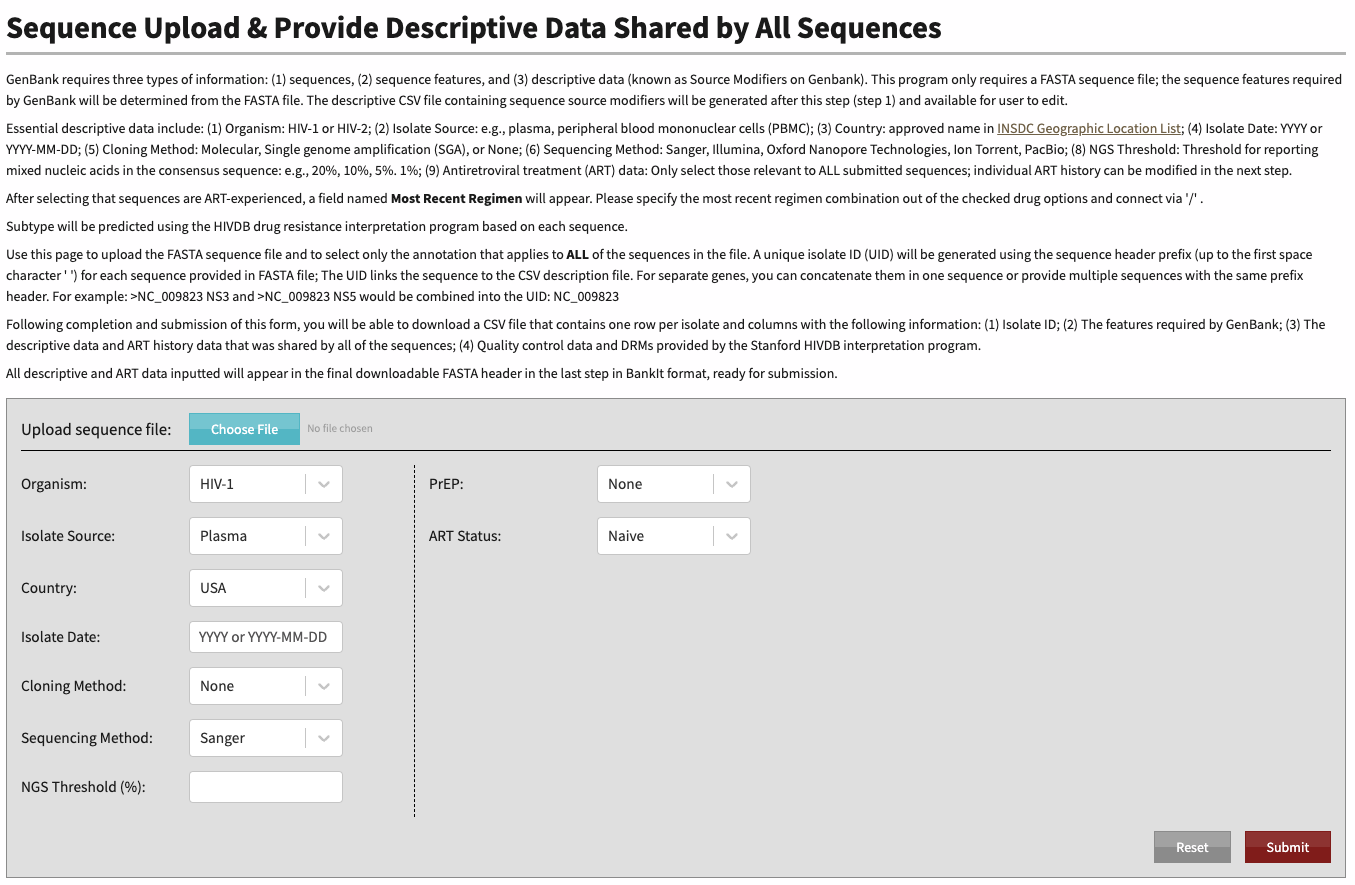 Sequence Upload & Provide Descriptive Data Shared by All Sequences
GenBank requires three types of information: (1) sequences, (2) sequence features, and (3) descriptive data (known as Source Modifiers on Genbank). This program only requires a FASTA sequence file; the sequence features required
by GenBank will be determined from the FASTA file. The descriptive CSV file containing sequence source modifiers will be generated after this step (step 1) and available for user to edit.
Essential descriptive data include: (1) Organism: HIV-1 or HIV-2; (2) Isolate Source: e.g., plasma, peripheral blood mononuclear cells (PBMC); (3) Country: approved name in INSDC Geographic Location List; (4) Isolate Date: YYYY or
YYYY-MM-DD; (5) Cloning Method: Molecular, Single genome amplification (SGA), or None; (6) Sequencing Method: Sanger, Illumina, Oxford Nanopore Technologies, Ion Torrent, PacBio; (8) NGS Threshold: Threshold for reporting
mixed nucleic acids in the consensus sequence: e.g., 20%, 10%, 5%. 1%; (9) Antiretroviral treatment (ART) data: Only select those relevant to ALL submitted sequences; individual ART history can be modified in the next step.
After selecting that sequences are ART-experienced, a field named Most Recent Regimen will appear. Please specify the most recent regimen combination out of the checked drug options and connect via '/' .
Subtype will be predicted using the HIVDB drug resistance interpretation program based on each sequence.
Use this page to upload the FASTA sequence file and to select only the annotation that applies to ALL of the sequences in the file. A unique isolate ID (UID) will be generated using the sequence header prefix (up to the first space
character ' ') for each sequence provided in FASTA file; The UID links the sequence to the CSV description file. For separate genes, you can concatenate them in one sequence or provide multiple sequences with the same prefix
header. For example: >NC_009823 NS3 and >NC_009823 NS5 would be combined into the UID: NC_009823
Following completion and submission of this form, you will be able to download a CSV file that contains one row per isolate and columns with the following information: (1) Isolate ID; (2) The features required by GenBank; (3) The
descriptive data and ART history data that was shared by all of the sequences; (4) Quality control data and DRMs provided by the Stanford HIVDB interpretation program.
All descriptive and ART data inputted will appear in the final downloadable FASTA header in the last step in BankIt format, ready for submission.
Upload sequence file: Choose File No file chosen
Organism: HIV-1
Isolate Source: Plasma
Country: USA
Isolate Date: YYYY or YYYY-MM-DD
Cloning Method: None
Sequencing Method: Sanger
NGS Threshold (%):
PrEP: None
ART Status: Naive
Reset Submit